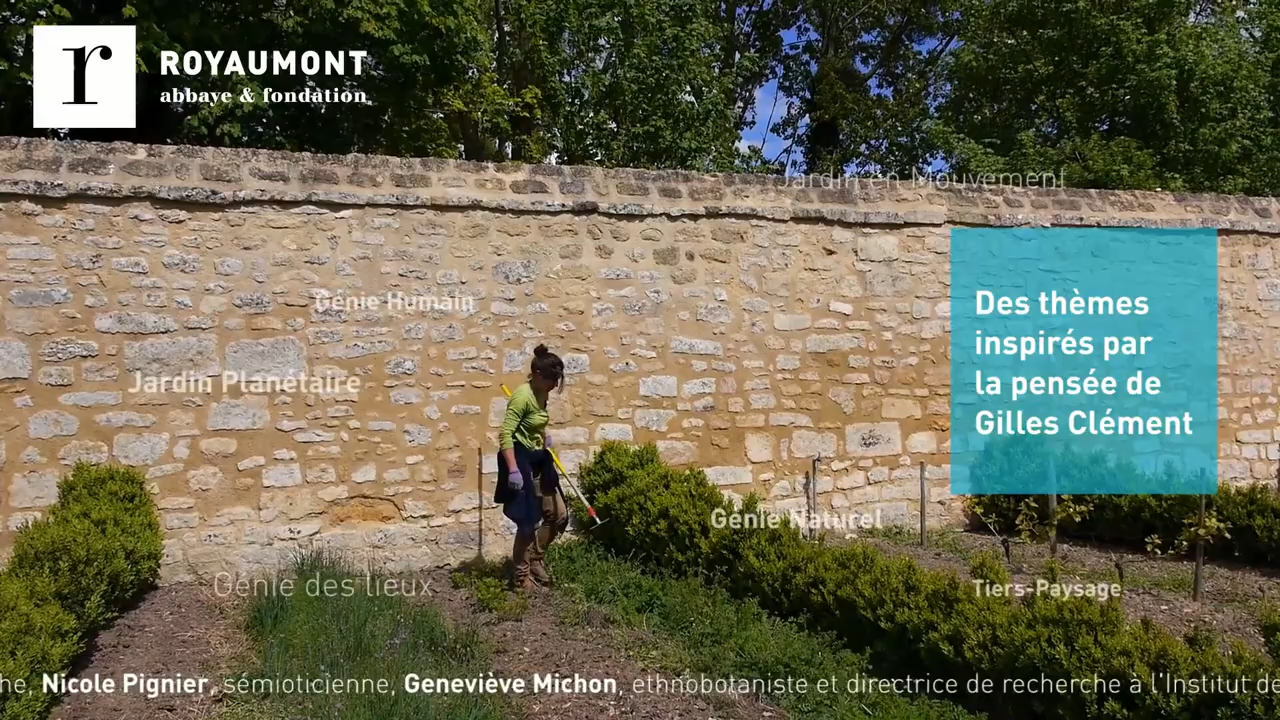 r
ROYAUMONT
abbaye & fondation
Jardin en Mouvement
Des thèmes
inspirés par
la pensée de
Gilles Clément
Génie Humain
Jardin Planétaire
Génie Naturel
Génie des lieux
Tiers-Paysage
he, Nicole Pignier, sémioticienne, Geneviève Michon, ethnobotaniste et directrice de recherche à l'Institut de